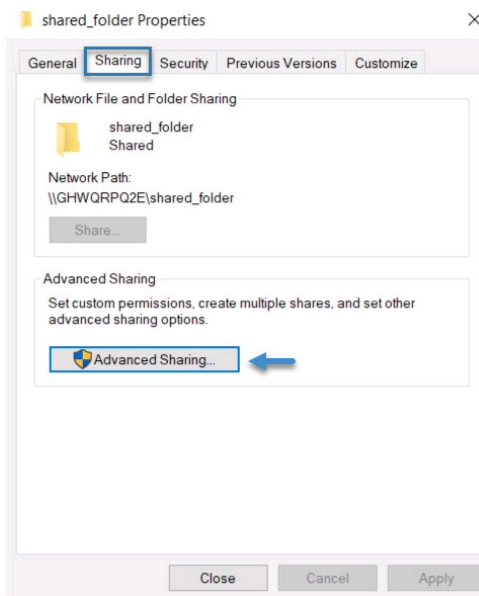 shared_folder Properties
General Sharing Security Previous Versions Customize
Network File and Folder Sharing
shared_folder
Shared
Network Path:
\\GHWQRPQ2E\shared_folder
Share...
Advanced Sharing
Set custom permissions, create multiple shares, and set other
advanced sharing options.
Advanced Sharing...
Close Cancel Apply